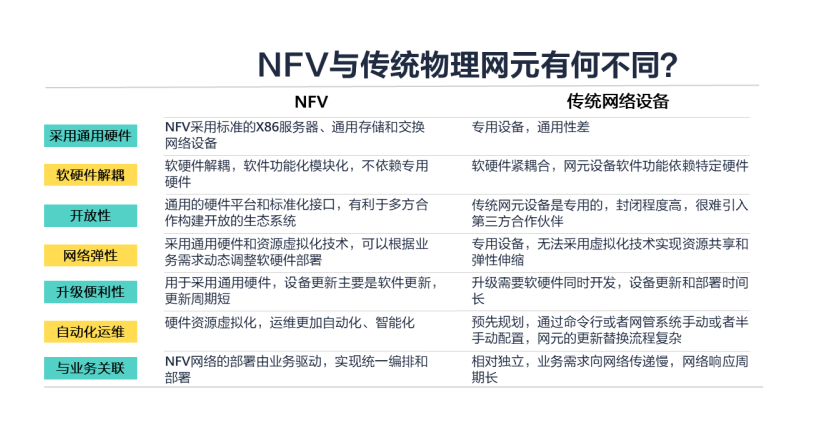 NFV与传统物理网元有何不同?
NFV
传统网络设备
采用通用硬件
NFV采用标准的X86服务器、通用存储和交换
网络设备
专用设备，通用性差
软硬件解耦
软硬件解耦，软件功能化模块化，不依赖专用
硬件
软硬件紧耦合，网元设备软件功能依赖特定硬件
开放性
通用的硬件平台和标准化接口，有利于多方合
作构建开放的生态系统
传统网元设备是专用的，封闭程度高，很难引入
第三方合作伙伴
网络弹性
采用通用硬件和资源虚拟化技术，可以根据业
务需求动态调整软硬件部署
专用设备，无法采用虚拟化技术实现资源共享和
弹性伸缩
升级便利性
用于采用通用硬件，设备更新主要是软件更新，
更新周期短
升级需要软硬件同时开发，设备更新和部署时间
长
自动化运维
硬件资源虚拟化，运维更加自动化、智能化
预先规划，通过命令行或者网管系统手动或者半
手动配置，网元的更新替换流程复杂
与业务关联
NFV网络的部署由业务驱动，实现统一编排和
部署
相对独立，业务需求向网络传递慢，网络响应周
期长